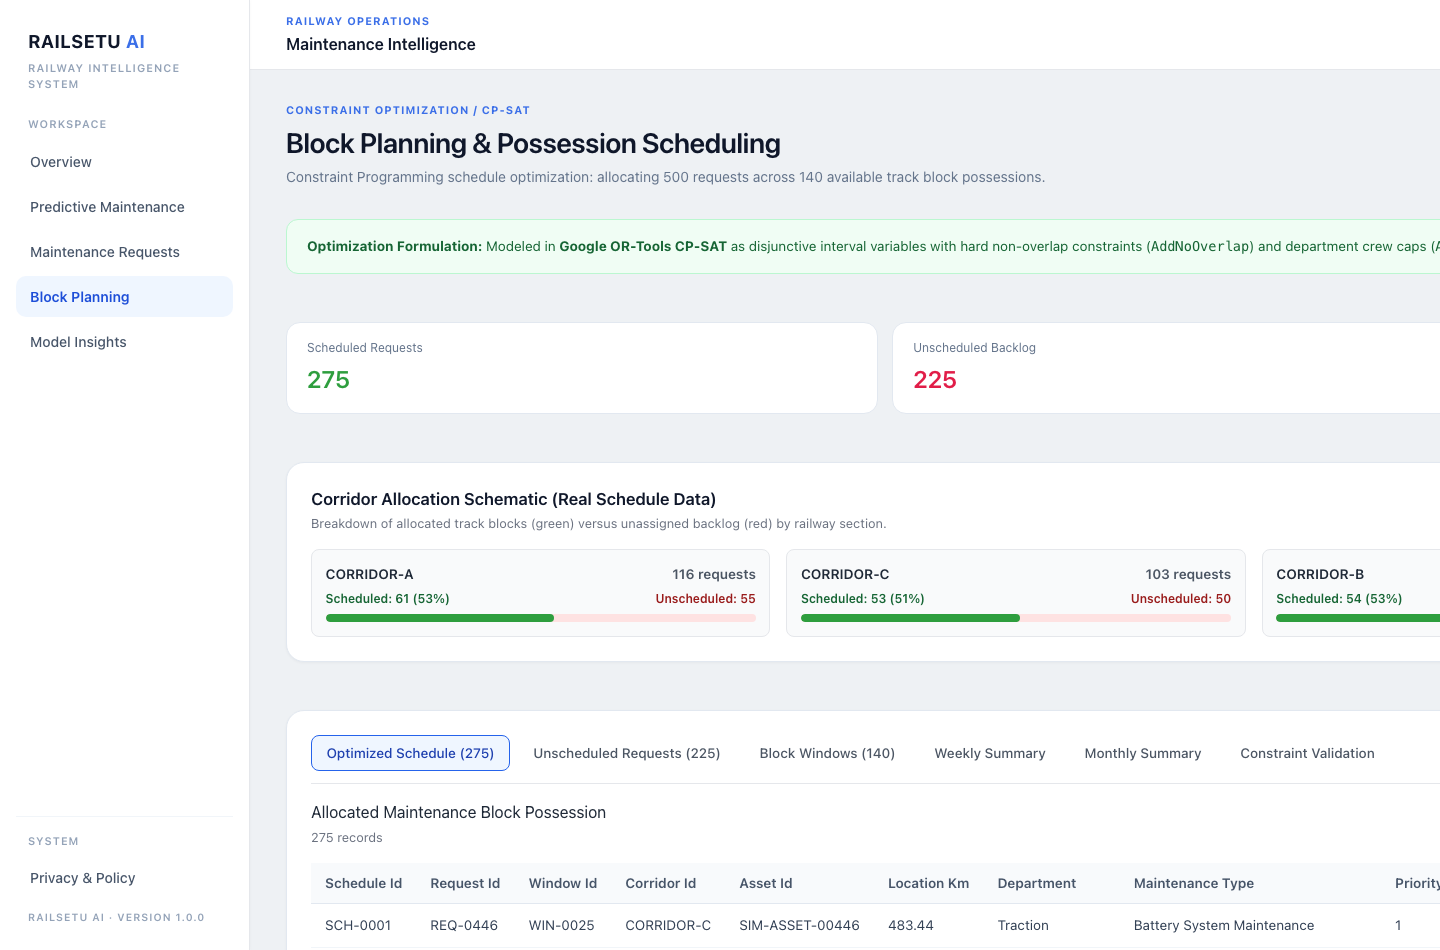 RAILSETU AI
RAILWAY INTELLIGENCE
SYSTEM
WORKSPACE
Overview
Predictive Maintenance
Maintenance Requests
Block Planning
Model Insights
SYSTEM
Privacy & Policy
RAILSETU AI · VERSION 1.0.0
RAILWAY OPERATIONS
Maintenance Intelligence
CONSTRAINT OPTIMIZATION / CP-SAT
Block Planning & Possession Scheduling
Constraint Programming schedule optimization: allocating 500 requests across 140 available track block possessions.
Optimization Formulation: Modeled in Google OR-Tools CP-SAT as disjunctive interval variables with hard non-overlap constraints (AddNoOverlap) and department crew caps (A
Scheduled Requests
275
Unscheduled Backlog
225
Corridor Allocation Schematic (Real Schedule Data)
Breakdown of allocated track blocks (green) versus unassigned backlog (red) by railway section.
CORRIDOR-A 116 requests
Scheduled: 61 (53%) Unscheduled: 55
CORRIDOR-C 103 requests
Scheduled: 53 (51%) Unscheduled: 50
CORRIDOR-B
Scheduled: 54 (53%)
Optimized Schedule (275) Unscheduled Requests (225) Block Windows (140) Weekly Summary Monthly Summary Constraint Validation
Allocated Maintenance Block Possession
275 records
Schedule Id Request Id Window Id Corridor Id Asset Id Location Km Department Maintenance Type Priority
SCH-0001 REQ-0446 WIN-0025 CORRIDOR-C SIM-ASSET-00446 483.44 Traction Battery System Maintenance 1